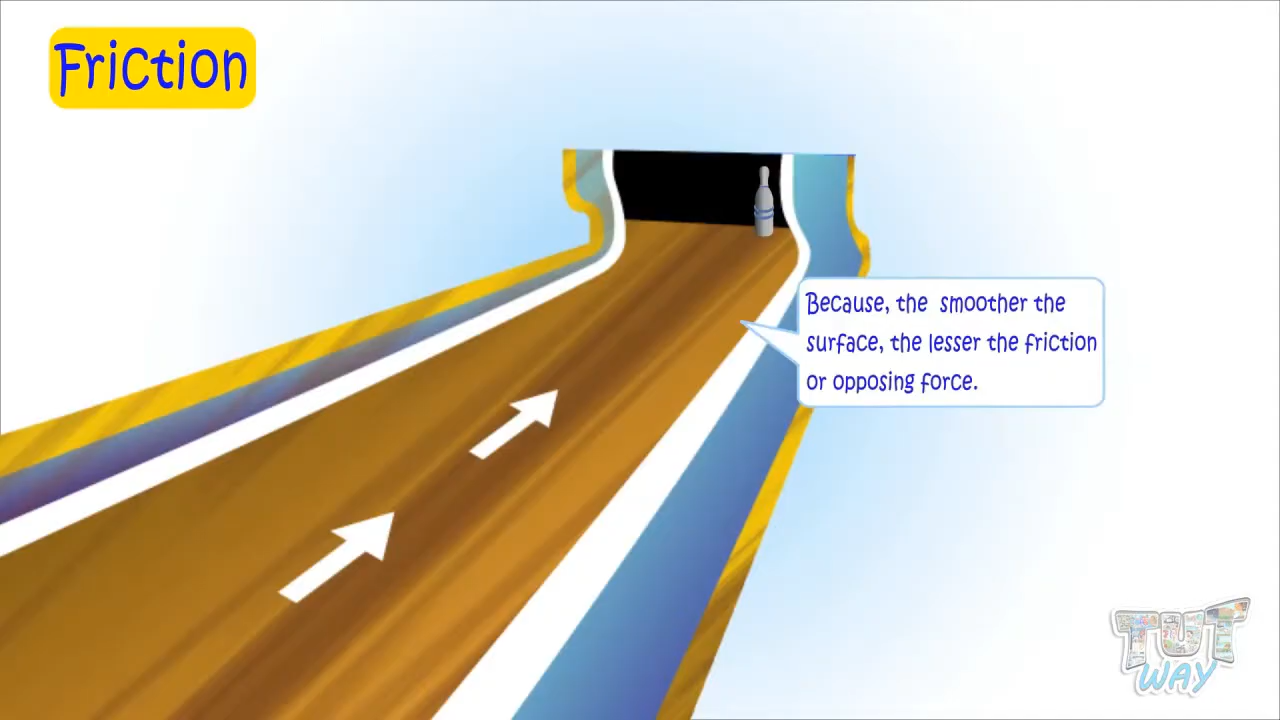 Friction
Because, the smoother the
surface, the lesser the friction
or opposing force.
TUT
WAY